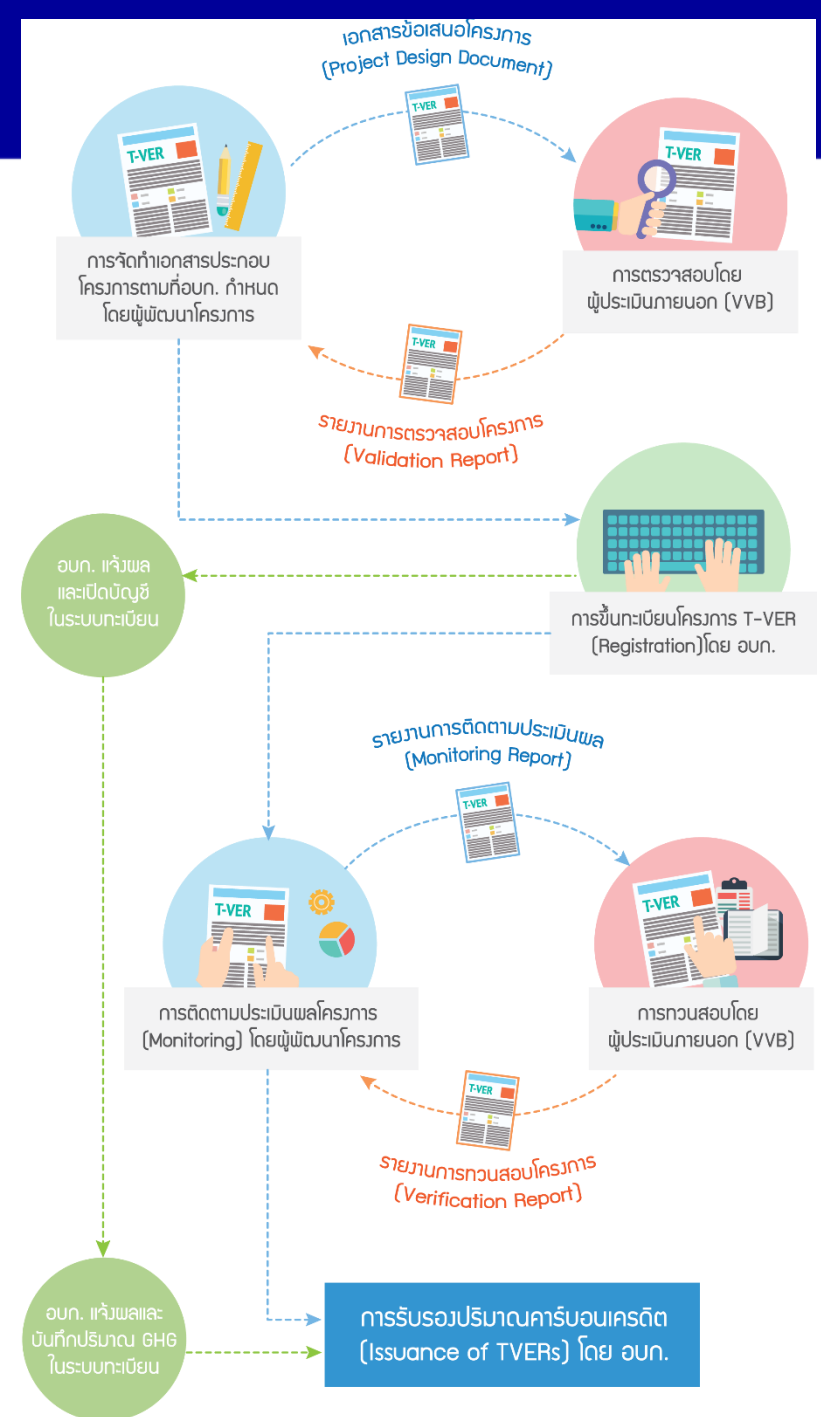 เอกสารข้อเสนอโครงการ
(Project Design Document)
T-VER
T-VER
T-VER
การจัดทำเอกสารประกอบ
โครงการตามที่อบก. กำหนด
โดยผู้พัฒนาโครงการ
การตรวจสอบโดย
ผู้ประเมินภายนอก (VVB)
T-VER
รายงานการตรวจสอบโครงการ
(Validation Report)
อบก. แจ้งผล
และเปิดบัญชี
ในระบบทะเบียน
การขึ้นทะเบียนโครงการ T-VER
(Registration)โดย อบก.
รายงานการติดตามประเมินผล
(Monitoring Report)
T-VER
T-VER
T-VER
การติดตามประเมินผลโครงการ
(Monitoring) โดยผู้พัฒนาโครงการ
การทวนสอบโดย
ผู้ประเมินภายนอก (VVB)
T-VER
รายงานการทวนสอบโครงการ
(Verification Report)
อบก. แจ้งผลและ
บันทึกปริมาณ GHG
ในระบบทะเบียน
การรับรองปริมาณคาร์บอนเครดิต
(Issuance of TVERs) โดย อบก.